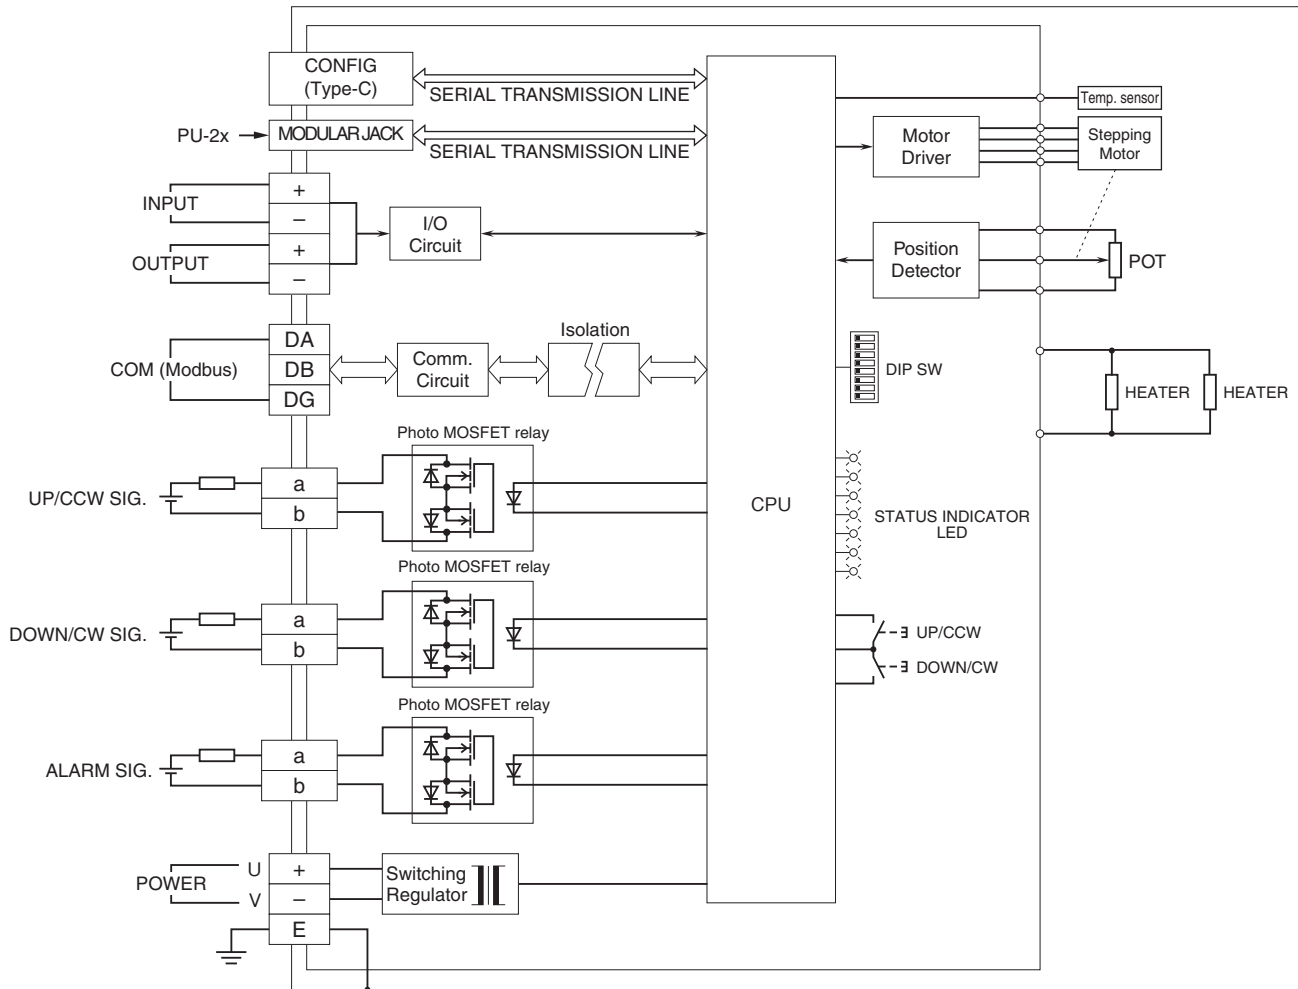 CONFIG
(Type-C)
SERIAL TRANSMISSION LINE
PU-2x
MODULAR JACK
SERIAL TRANSMISSION LINE
INPUT
+
–
OUTPUT
+
–
I/O
Circuit
COM (Modbus)
DA
DB
DG
Comm.
Circuit
Isolation
Photo MOSFET relay
UP/CCW SIG.
a
b
Photo MOSFET relay
DOWN/CW SIG.
a
b
Photo MOSFET relay
ALARM SIG.
a
b
POWER
U
V
+
–
E
Switching
Regulator
CPU
Temp. sensor
Motor
Driver
Stepping
Motor
Position
Detector
POT
DIP SW
HEATER
HEATER
STATUS INDICATOR
LED
UP/CCW
DOWN/CW